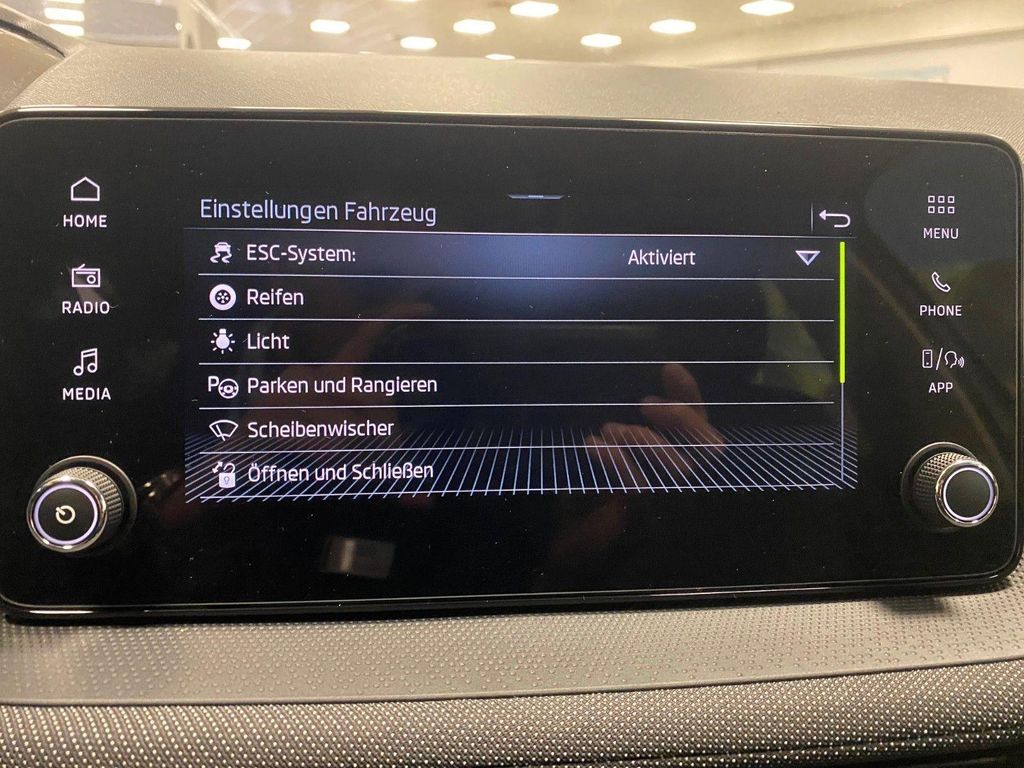 HOME
RADIO
MEDIA
Einstellungen Fahrzeug
ESC-System: Aktiviert
Reifen
Licht
P Parken und Rangieren
Scheibenwischer
Öffnen und Schließen
MENU
PHONE
APP